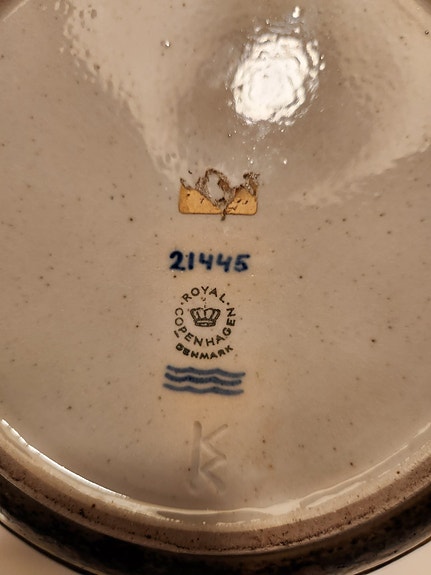 21445
ROYAL
COPENHAGEN
DENMARK